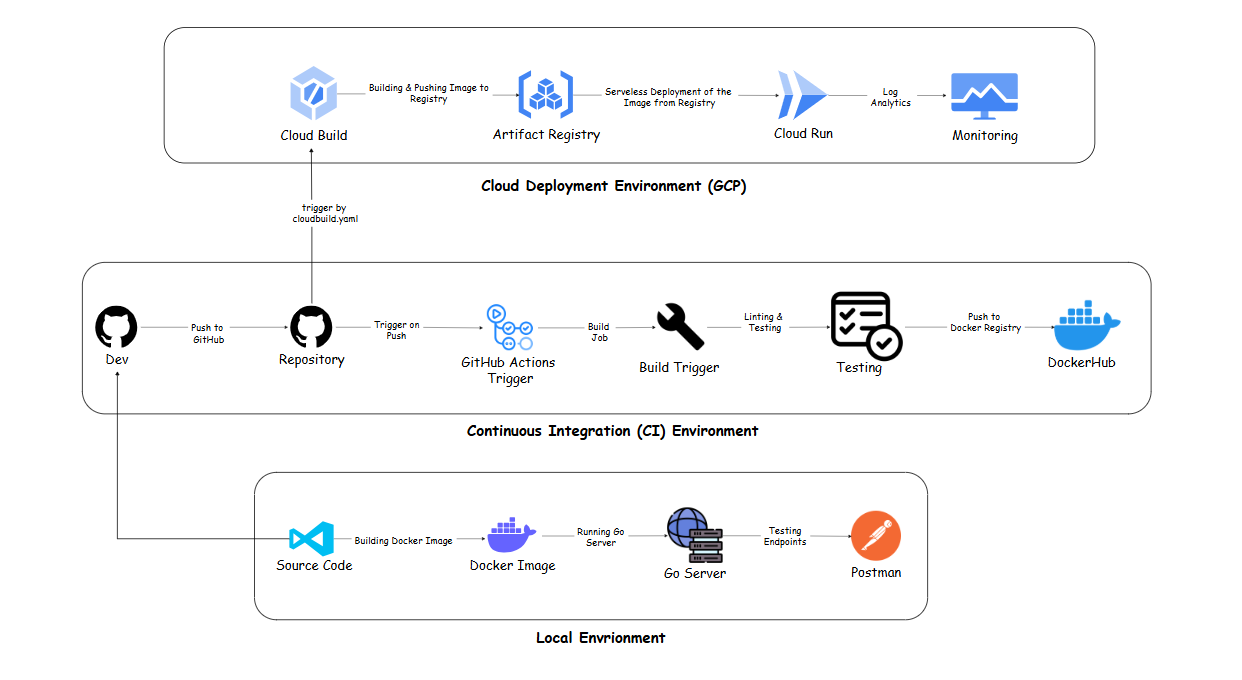 Building & Pushing Image to
Registry
Serverless Deployment of the
Image from Registry
Log
Analytics
Cloud Build
Artifact Registry
Cloud Run
Monitoring
Cloud Deployment Environment (GCP)
trigger by
cloudbuild.yaml
Push to
GitHub
Trigger on
Push
Build
Job
Linting &
Testing
Push to
Docker Registry
Dev
Repository
GitHub Actions
Trigger
Build Trigger
Testing
DockerHub
Continuous Integration (CI) Environment
Building Docker Image
Running Go
Server
Testing
Endpoints
Source Code
Docker Image
Go Server
Postman
Local Envrionment